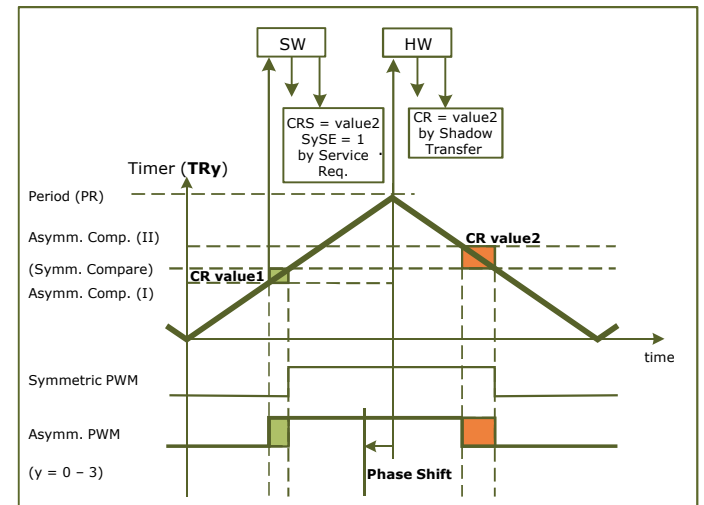 SW
HW
CRS = value2
SySE = 1
by Service
Req.
CR = value2
by Shadow
Transfer
Timer (TRy)
Period (PR)
Asymm. Comp. (II)
CR value2
(Symm. Compare)
CR value1
Asymm. Comp. (I)
time
Symmetric PWM
Asymm. PWM
(y = 0 – 3)
Phase Shift